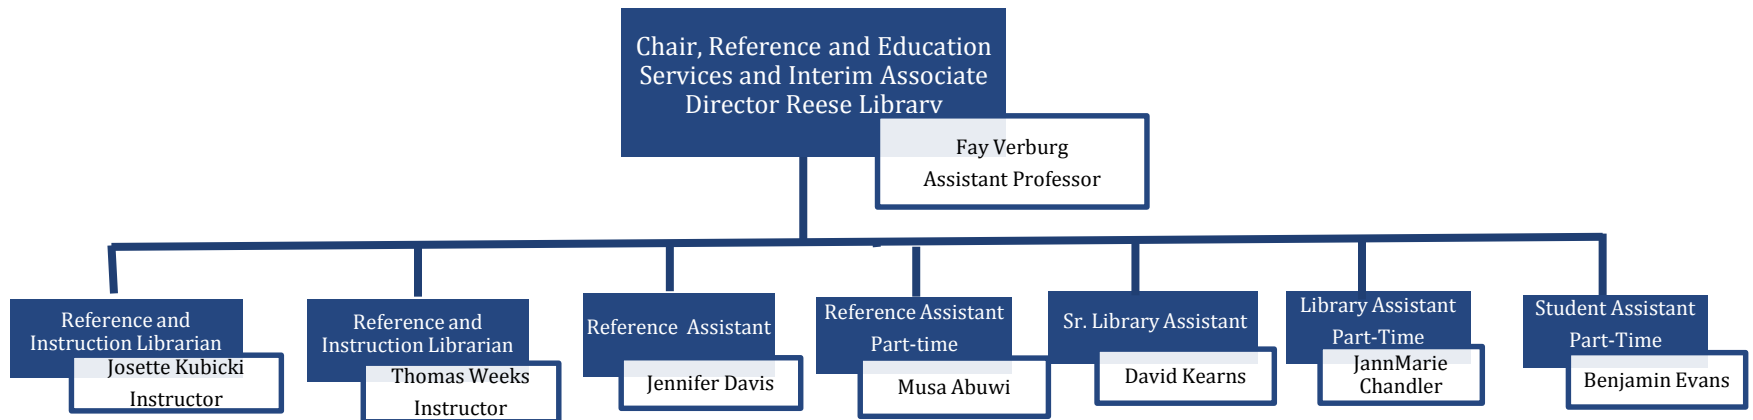 Chair, Reference and Education
Services and Interim Associate
Director Reese Library
Fay Verburg
Assistant Professor
Reference and
Instruction Librarian
Josette Kubicki
Instructor
Reference and
Instruction Librarian
Thomas Weeks
Instructor
Reference Assistant
Jennifer Davis
Reference Assistant
Part-time
Musa Abuwi
Sr. Library Assistant
David Kearns
Library Assistant
Part-Time
JannMarie
Chandler
Student Assistant
Part-Time
Benjamin Evans